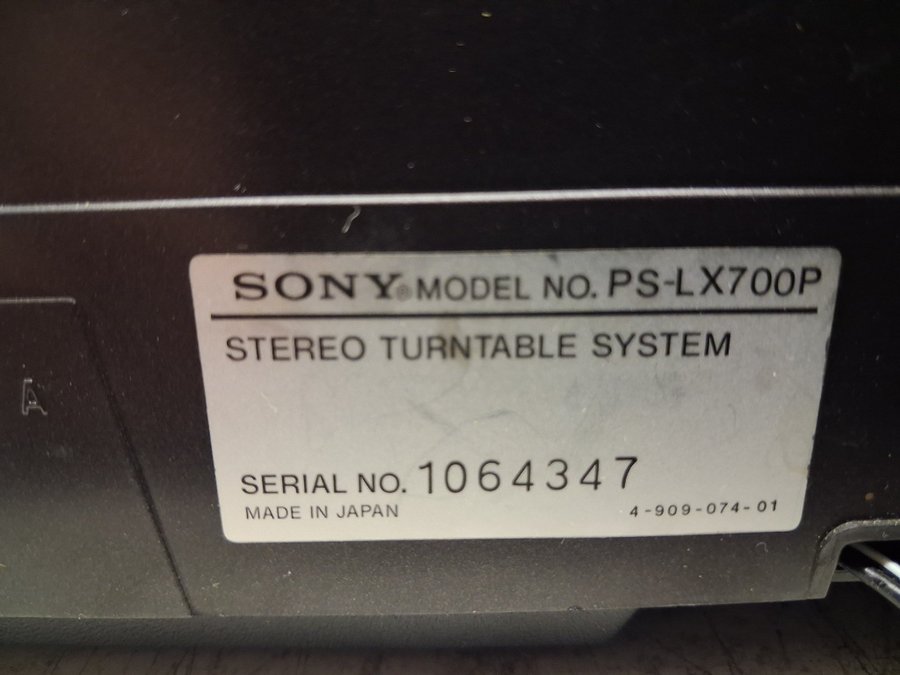 SONY® MODEL NO. PS-LX700P
STEREO TURNTABLE SYSTEM
SERIAL NO. 1064347
MADE IN JAPAN 4-909-074-01
A